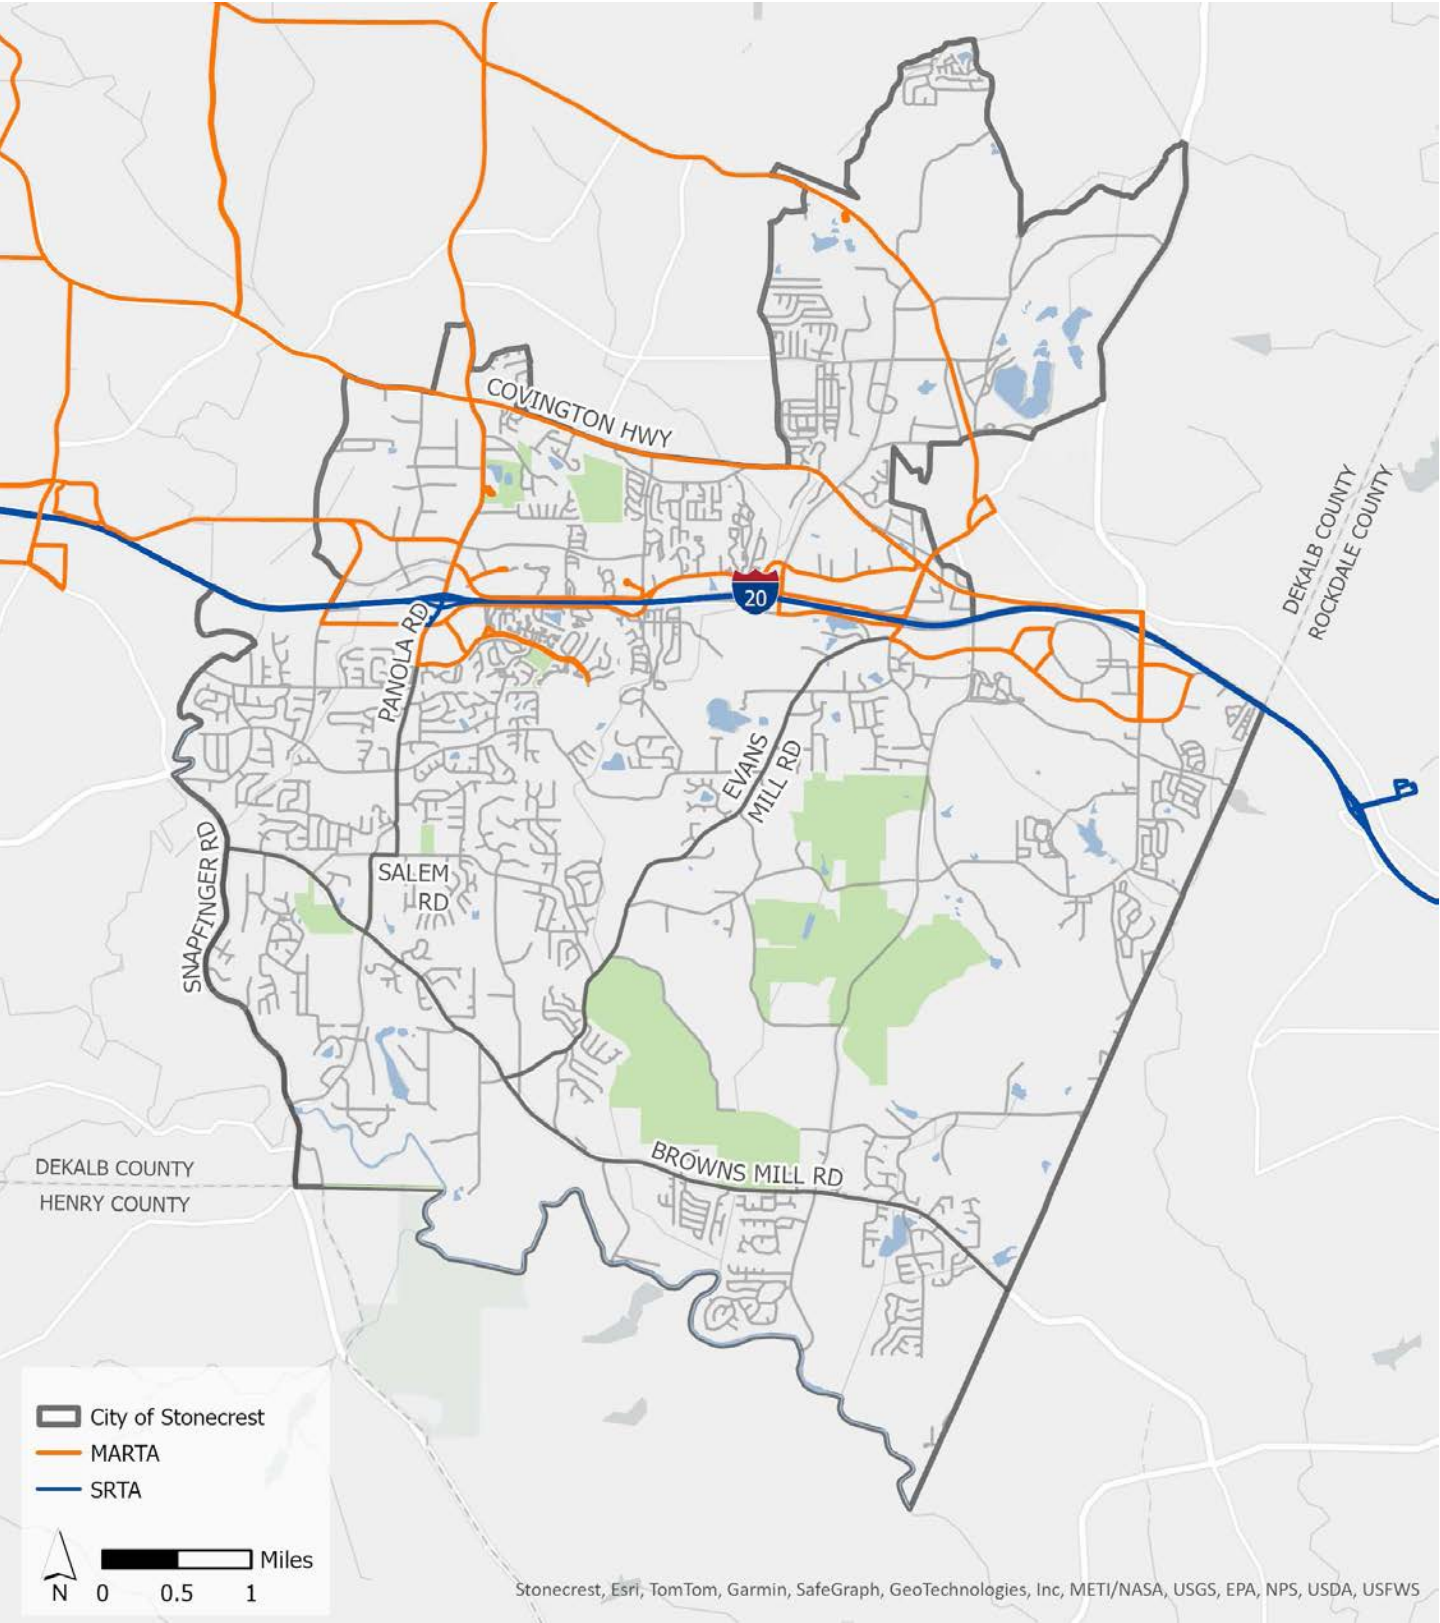 COVINGTON HWY
DEKALB COUNTY
ROCKDALE COUNTY
20
PANOLA RD
EVANS
MILL RD
SNAPFINGER RD
SALEM
RD
BROWNS MILL RD
DEKALB COUNTY
HENRY COUNTY
City of Stonecrest
MARTA
SRTA
Miles
N
0 0.5 1
Stonecrest, Esri, TomTom, Garmin, SafeGraph, GeoTechnologies, Inc, METI/NASA, USGS, EPA, NPS, USDA, USFWS